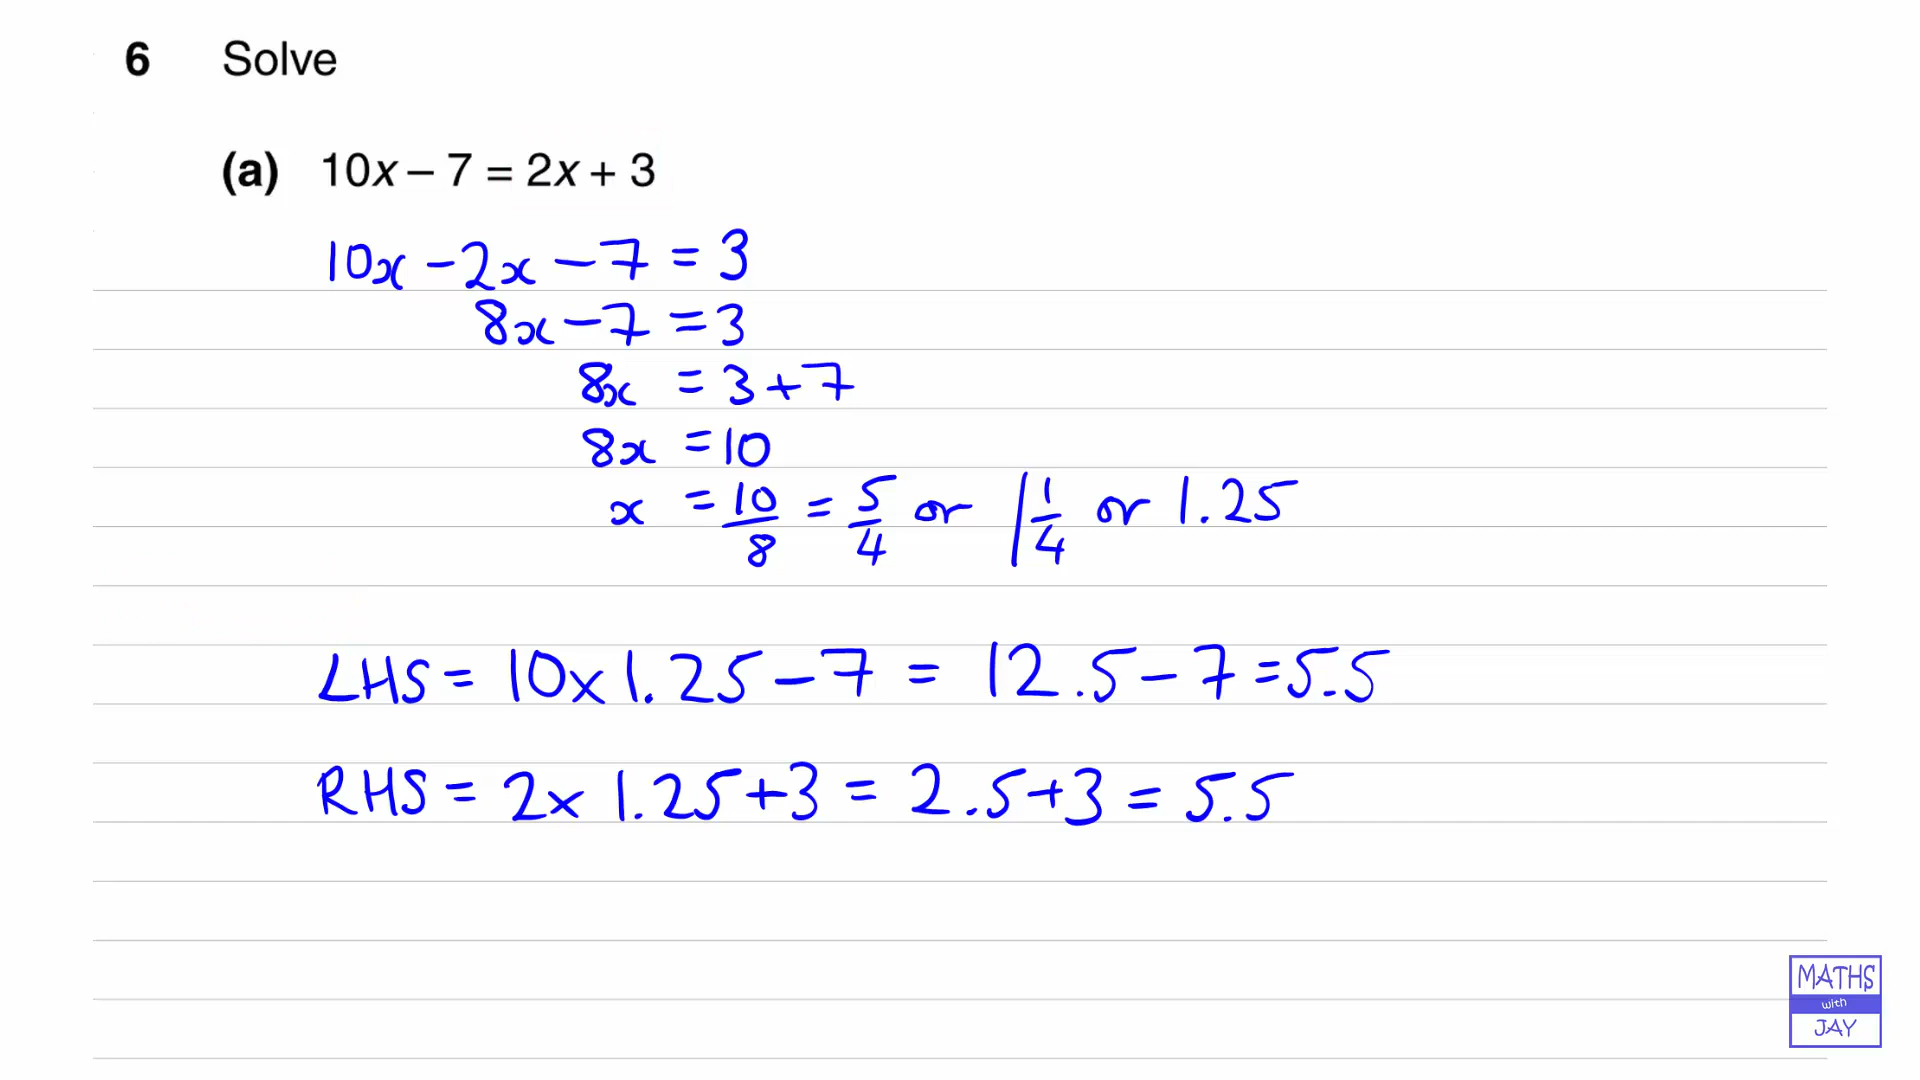 6 Solve
(a) 10x – 7 = 2x + 3
10x - 2x - 7 = 3
8x - 7 = 3
8x = 3 + 7
8x = 10
x = 10/8 = 5/4 or 1 1/4 or 1.25
LHS = 10 x 1.25 - 7 = 12.5 - 7 = 5.5
RHS = 2 x 1.25 + 3 = 2.5 + 3 = 5.5
MATHS
with
JAY